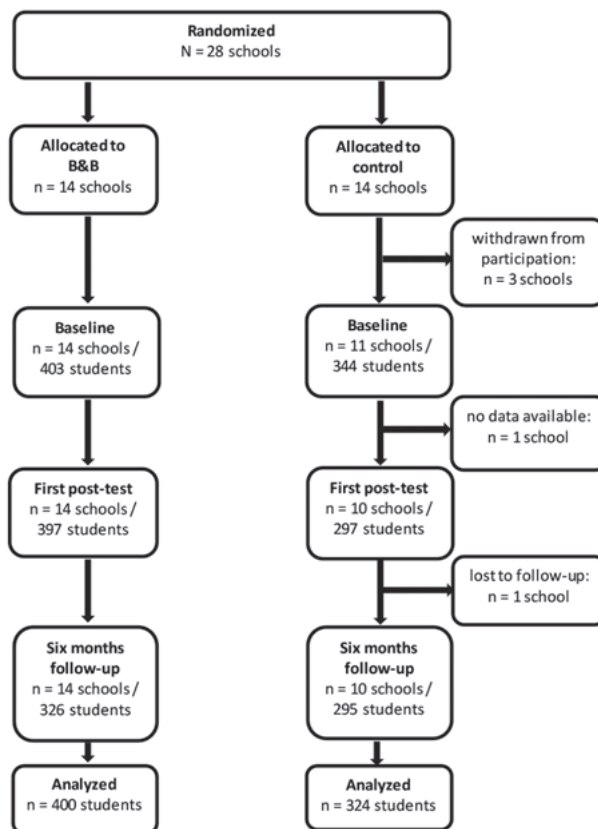 Randomized
N = 28 schools
Allocated to
B&B
n = 14 schools
Allocated to
control
n = 14 schools
withdrawn from
participation:
n = 3 schools
Baseline
n = 14 schools /
403 students
Baseline
n = 11 schools /
344 students
no data available:
n = 1 school
First post-test
n = 14 schools /
397 students
First post-test
n = 10 schools /
297 students
lost to follow-up:
n = 1 school
Six months
follow-up
n = 14 schools /
326 students
Six months
follow-up
n = 10 schools /
295 students
Analyzed
n = 400 students
Analyzed
n = 324 students